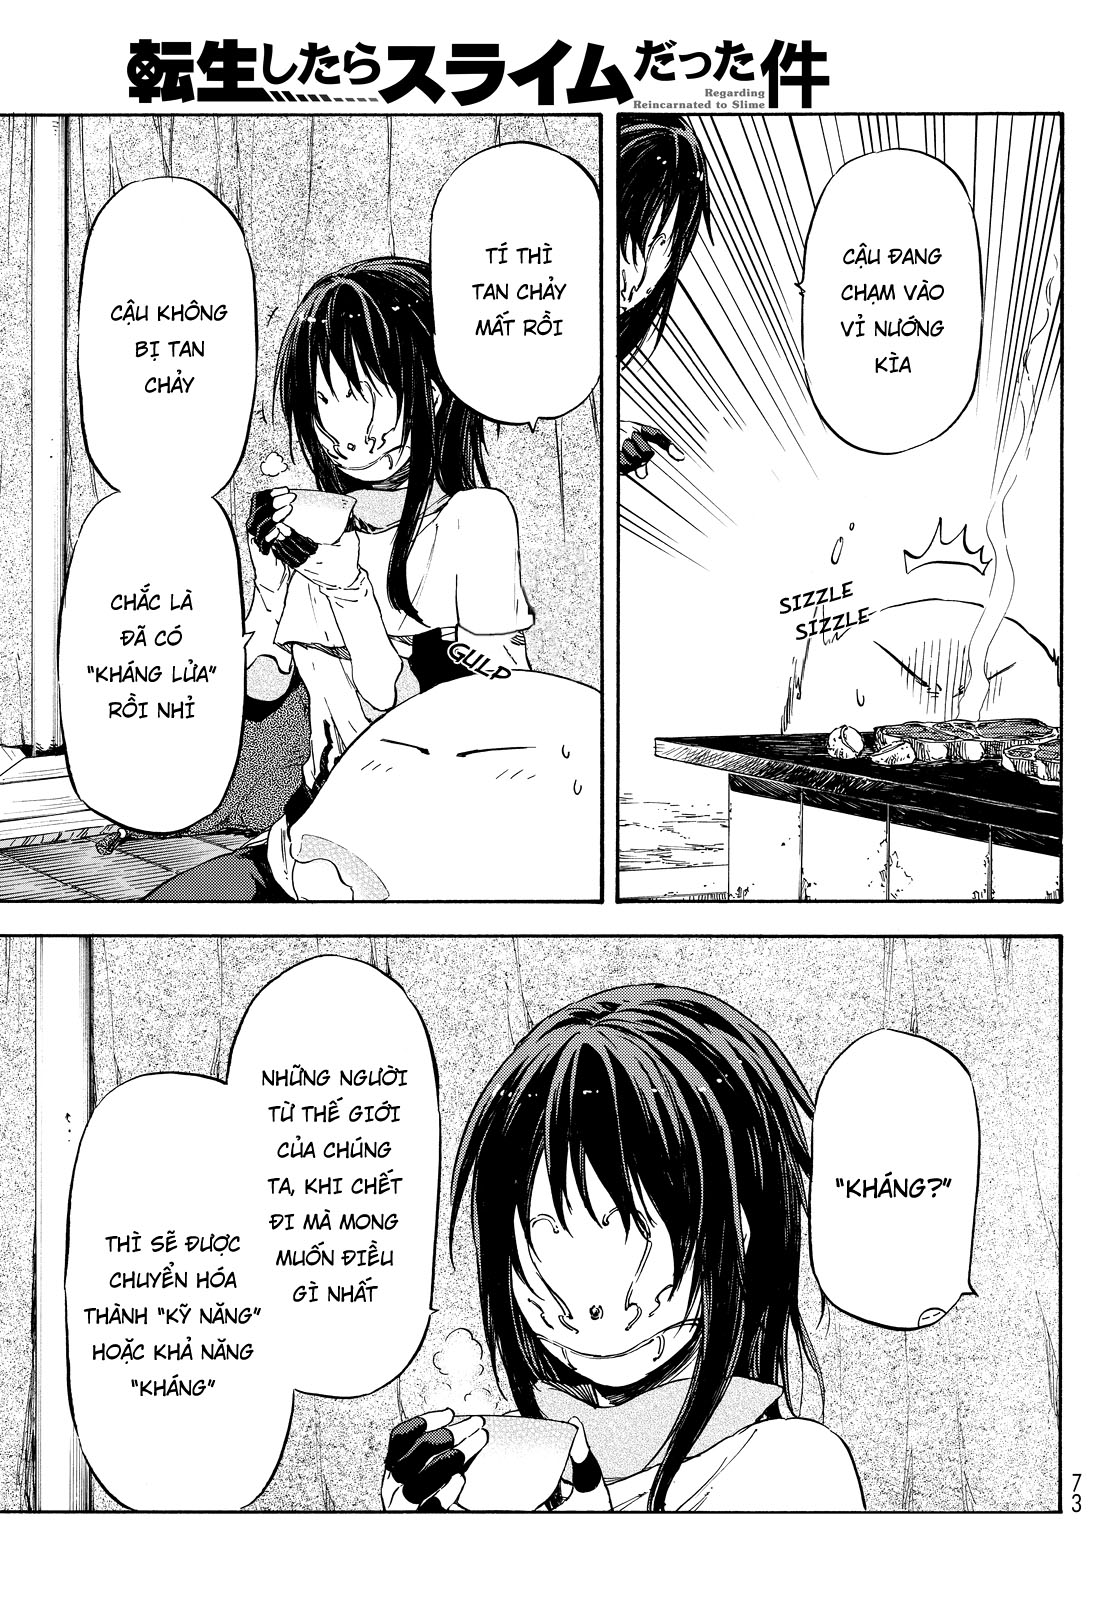 転生したらスライムだった件
Regarding
Reincarnated to Slime
CẬU ĐANG
CHẠM VÀO
VỈ NƯỚNG
KÌA
SIZZLE
SIZZLE
TÍ THÌ
TAN CHẢY
MẤT RỒI
CẬU KHÔNG
BỊ TAN
CHẢY
CHẮC LÀ
ĐÃ CÓ
"KHÁNG LỬA"
RỒI NHỈ
GULP
"KHÁNG?"
NHỮNG NGƯỜI
TỪ THẾ GIỚI
CỦA CHÚNG
TA, KHI CHẾT
ĐI MÀ MONG
MUỐN ĐIỀU
GÌ NHẤT
THÌ SẼ ĐƯỢC
CHUYỂN HÓA
THÀNH "KỸ NĂNG"
HOẶC KHẢ NĂNG
"KHÁNG"
73